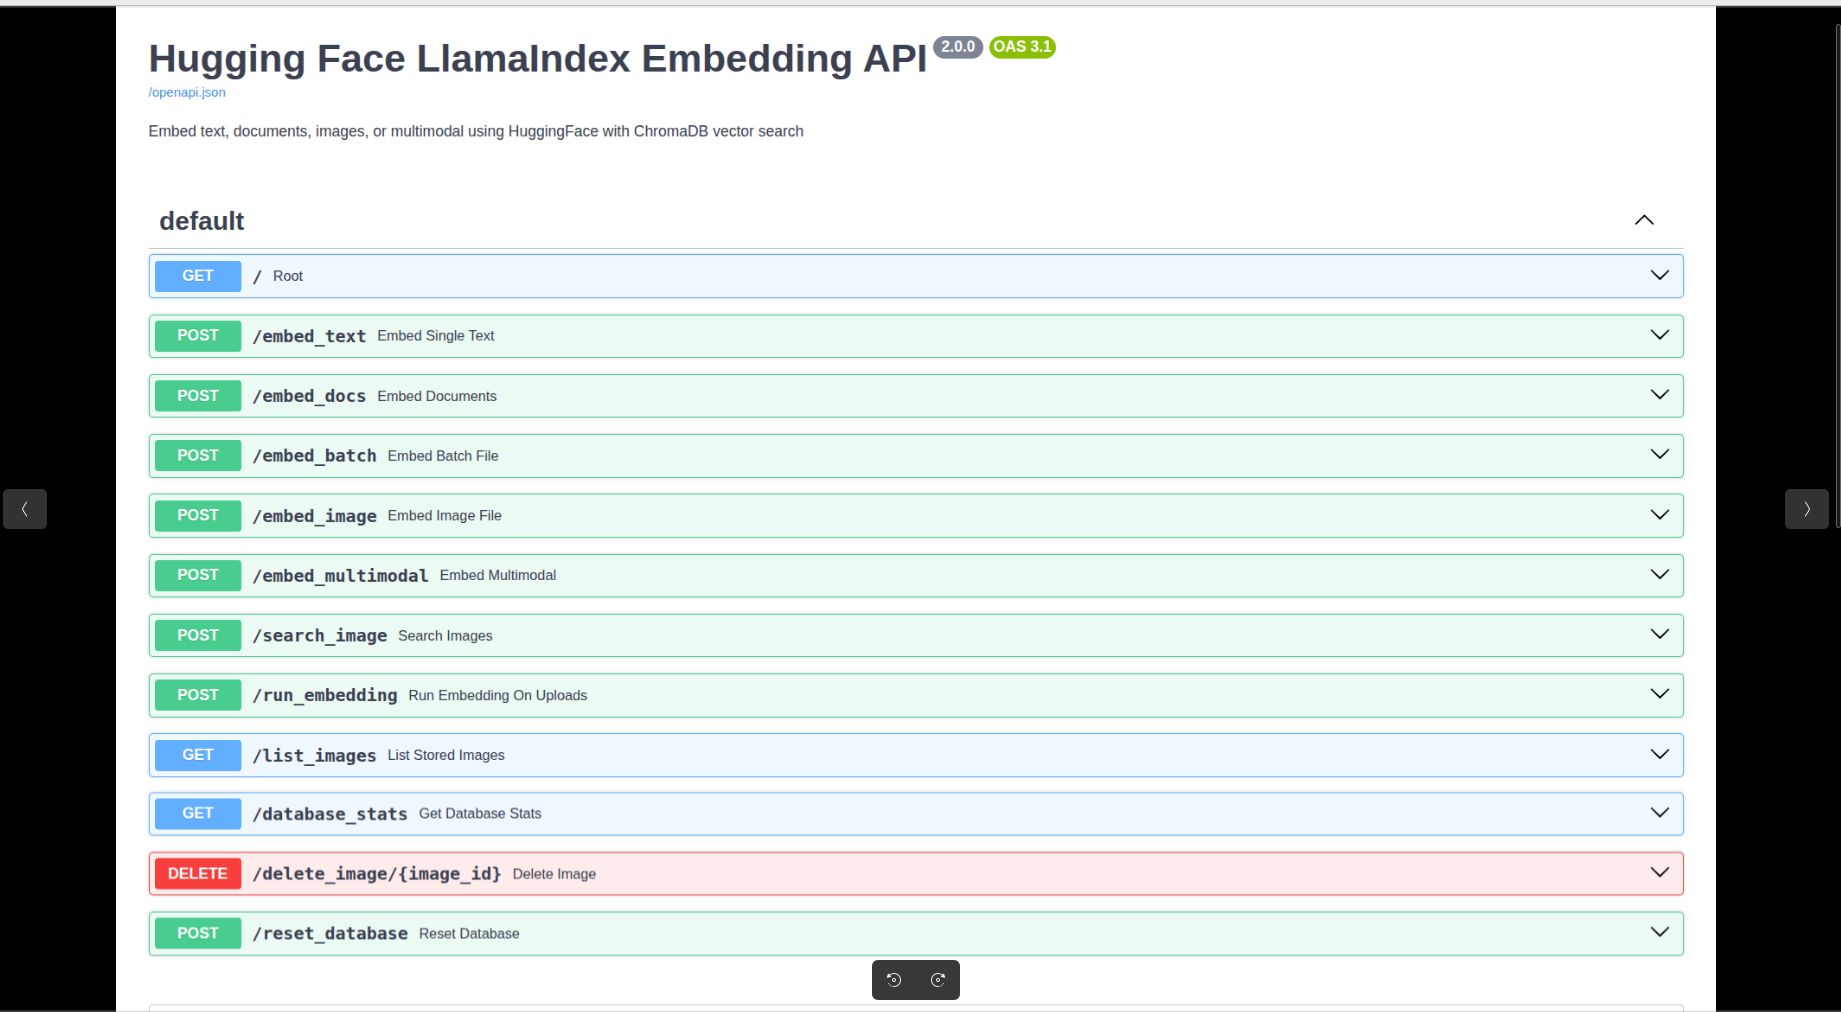 Hugging Face LlamaIndex Embedding API 2.0.0 OAS 3.1
/openapi.json
Embed text, documents, images, or multimodal using HuggingFace with ChromaDB vector search
default
GET / Root
POST /embed_text Embed Single Text
POST /embed_docs Embed Documents
POST /embed_batch Embed Batch File
POST /embed_image Embed Image File
POST /embed_multimodal Embed Multimodal
POST /search_image Search Images
POST /run_embedding Run Embedding On Uploads
GET /list_images List Stored Images
GET /database_stats Get Database Stats
DELETE /delete_image/{image_id} Delete Image
POST /reset_database Reset Database